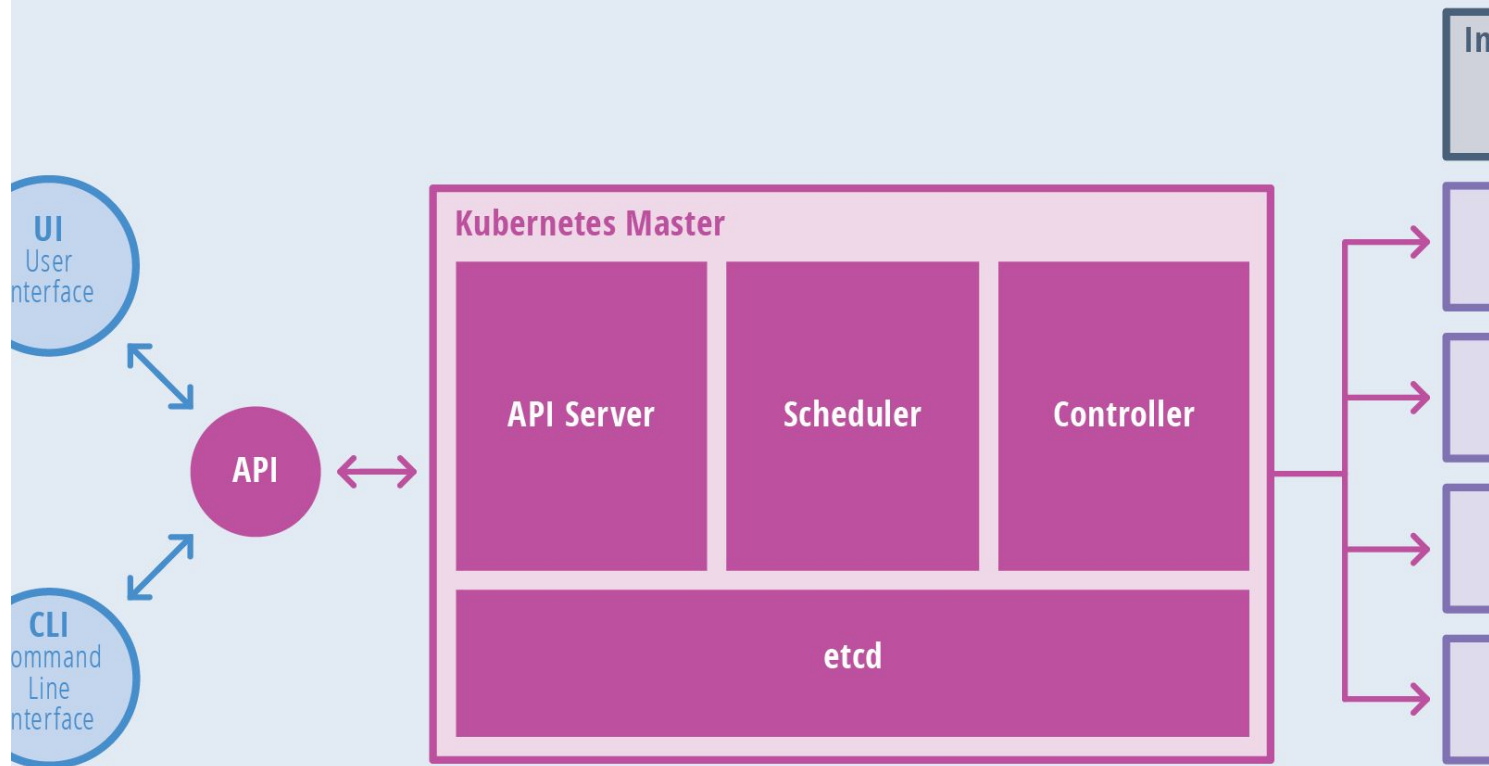 In
UI
User
nterface
Kubernetes Master
API Server
Scheduler
Controller
API
etcd
CLI
ommand
Line
nterface